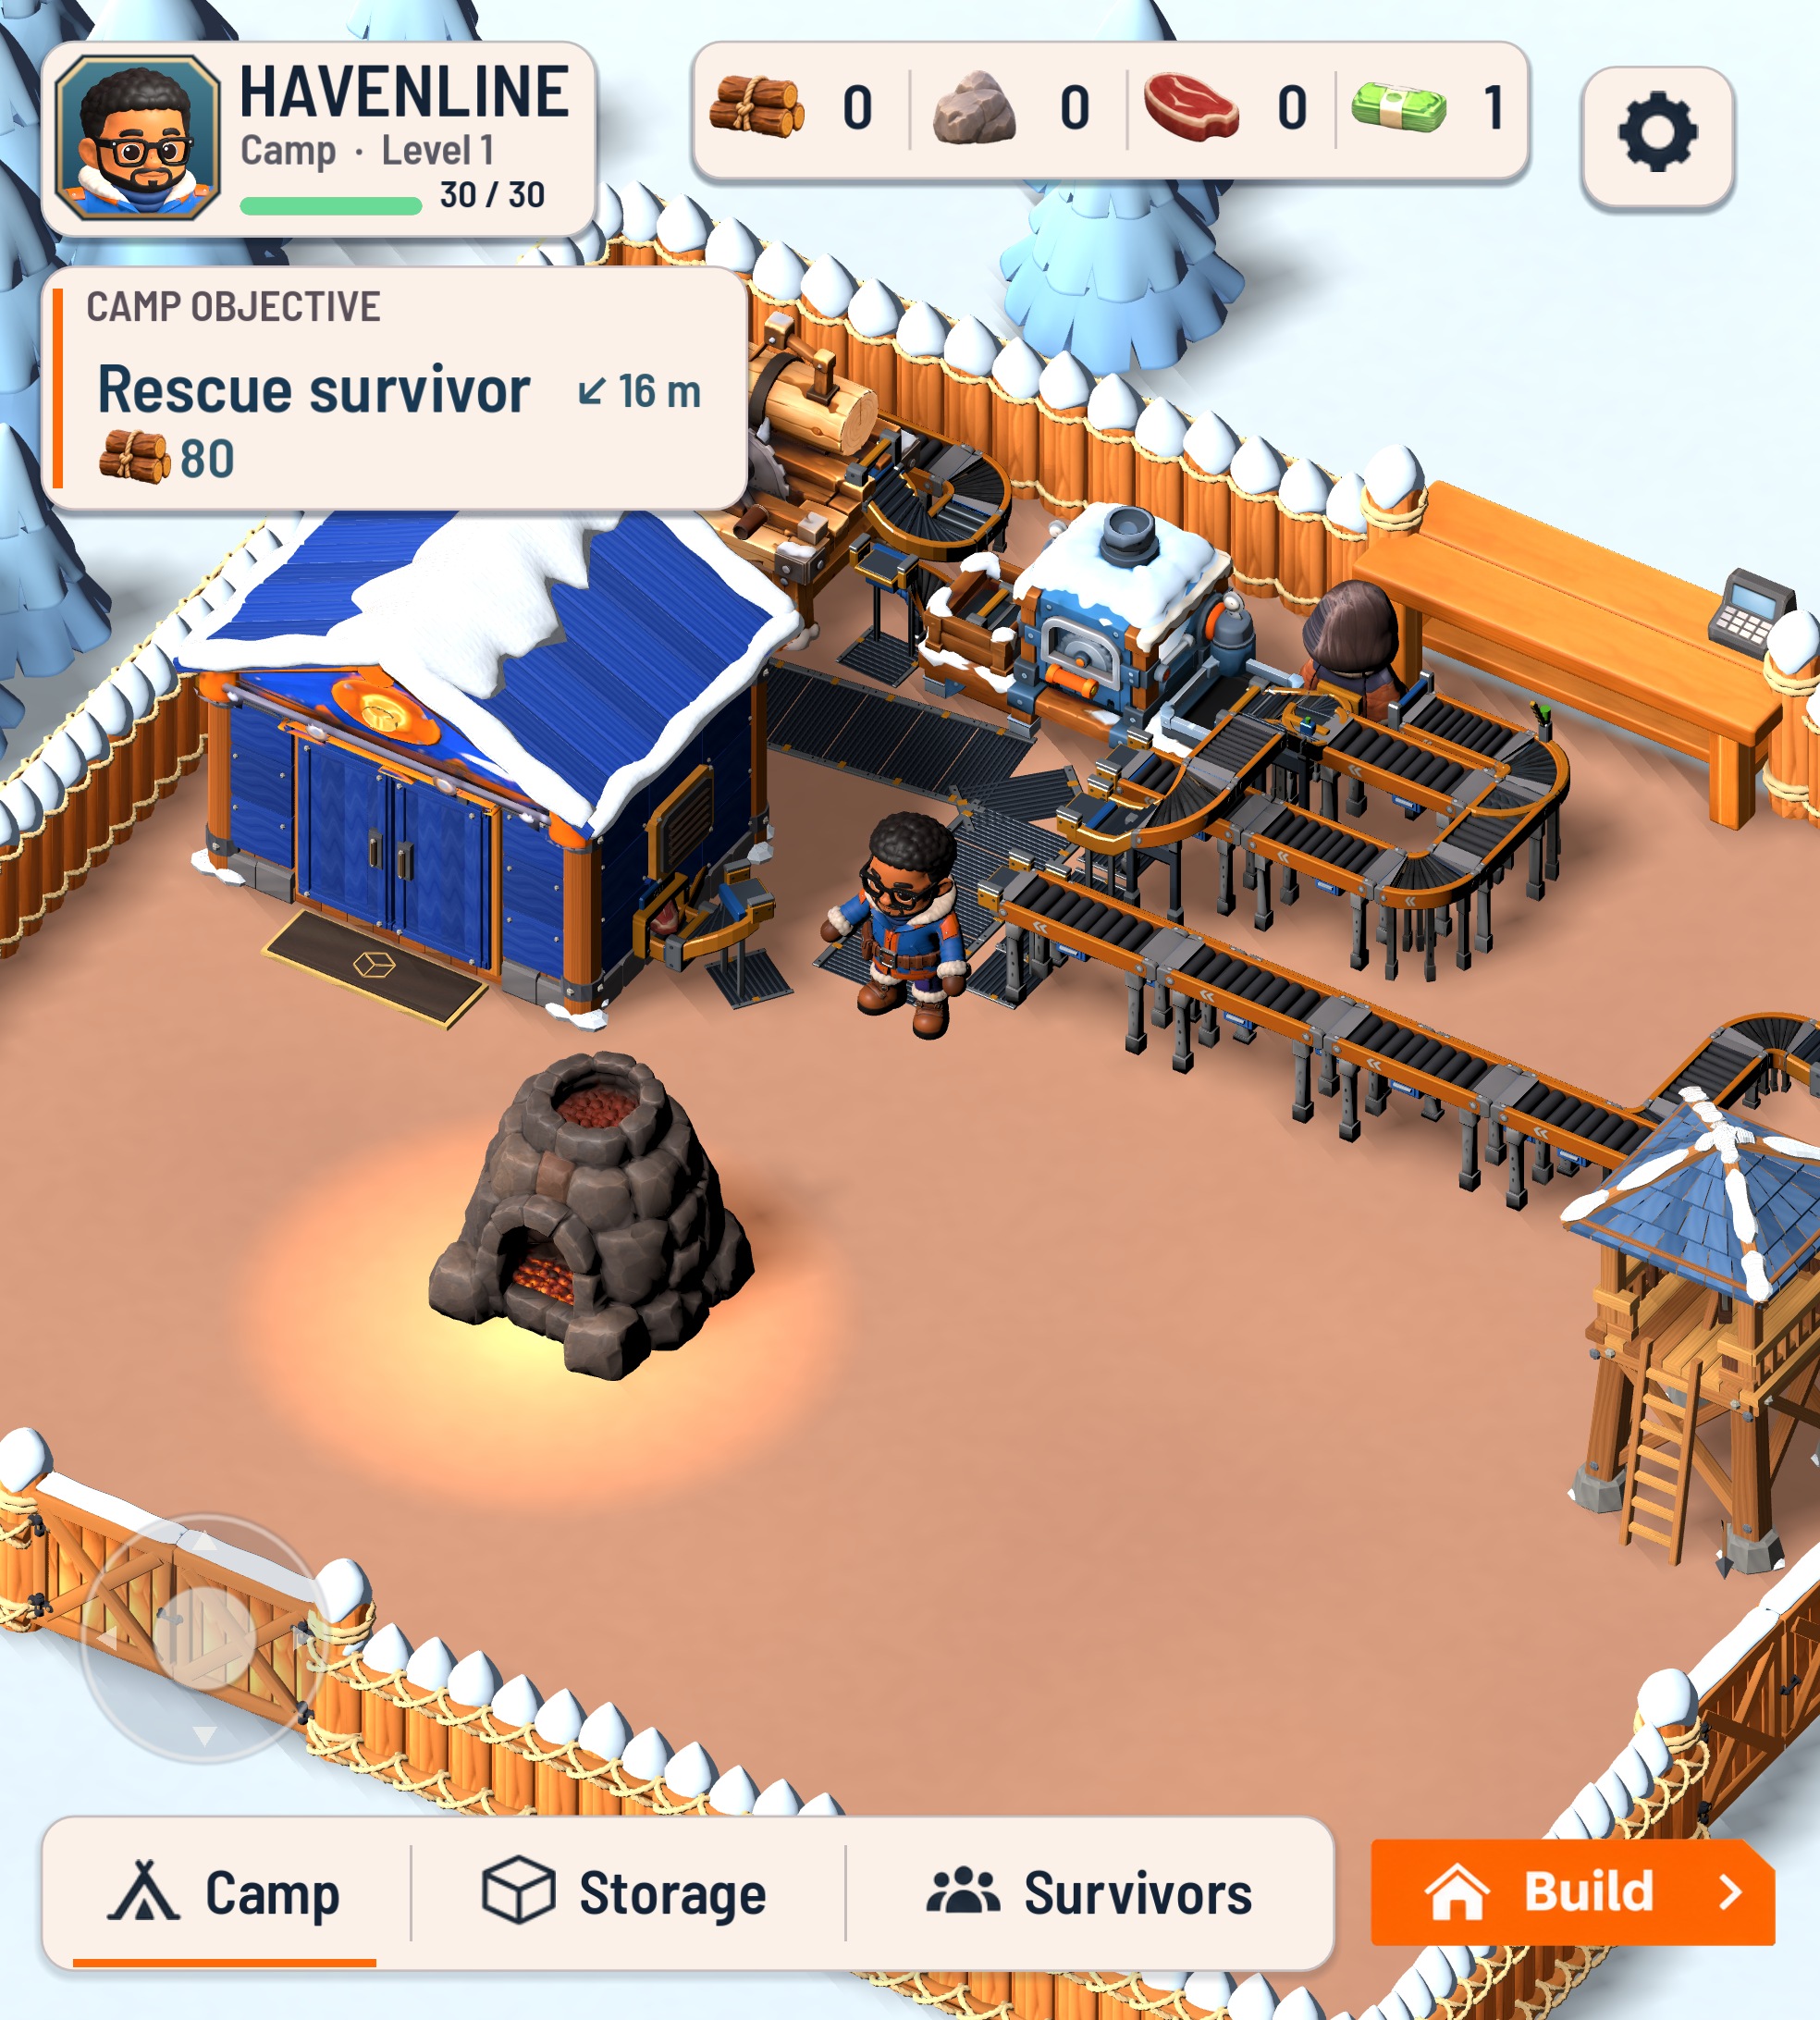 HAVENLINE
Camp · Level 1
30 / 30
0
0
0
1
CAMP OBJECTIVE
Rescue survivor ↙ 16 m
80
Camp
Storage
Survivors
Build